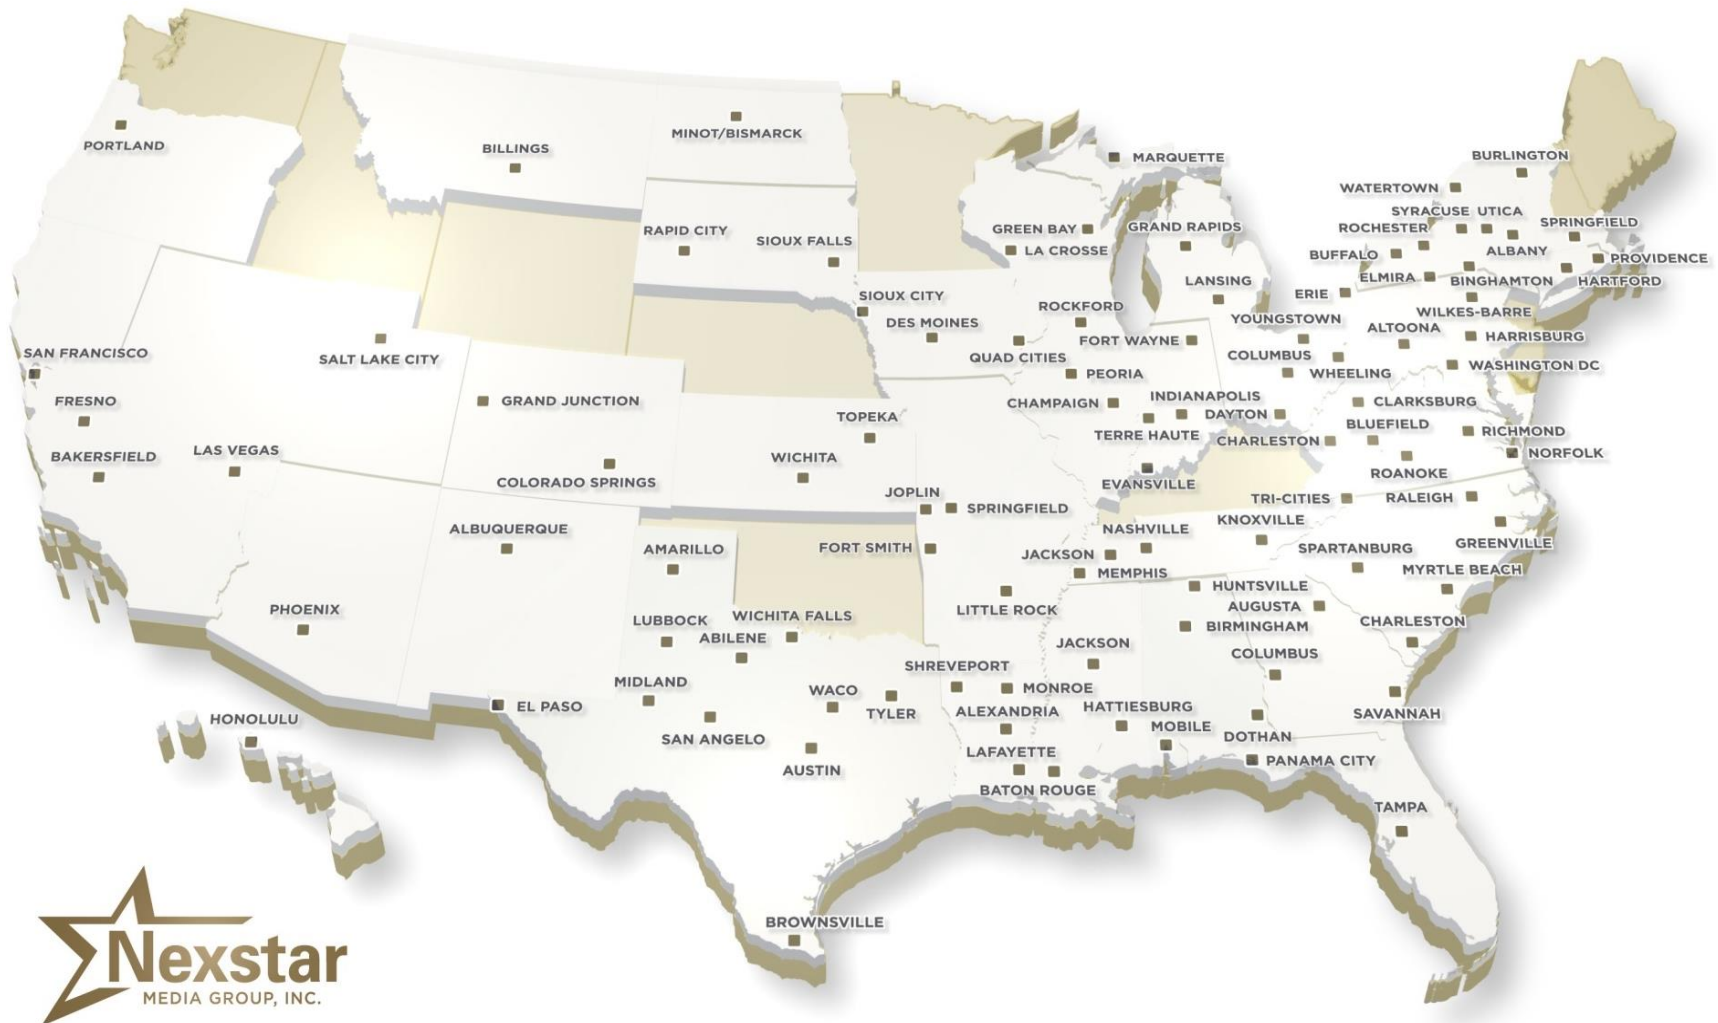 PORTLAND
BILLINGS
MINOT/BISMARCK
MARQUETTE
BURLINGTON
WATERTOWN
SYRACUSE UTICA
SPRINGFIELD
ROCHESTER
RAPID CITY
SIOUX FALLS
GREEN BAY
GRAND RAPIDS
LA CROSSE
BUFFALO
ALBANY
PROVIDENCE
ELMIRA
BINGHAMTON
HARTFORD
LANSING
ERIE
SIOUX CITY
ROCKFORD
WILKES-BARRE
DES MOINES
YOUNGSTOWN
ALTOONA
HARRISBURG
FORT WAYNE
SAN FRANCISCO
SALT LAKE CITY
QUAD CITIES
COLUMBUS
WHEELING
WASHINGTON DC
PEORIA
FRESNO
GRAND JUNCTION
CHAMPAIGN
INDIANAPOLIS
CLARKSBURG
TOPEKA
DAYTON
BLUEFIELD
TERRE HAUTE
CHARLESTON
RICHMOND
BAKERSFIELD
LAS VEGAS
WICHITA
NORFOLK
ROANOKE
COLORADO SPRINGS
EVANSVILLE
JOPLIN
TRI-CITIES
RALEIGH
SPRINGFIELD
ALBUQUERQUE
NASHVILLE
KNOXVILLE
AMARILLO
FORT SMITH
JACKSON
SPARTANBURG
GREENVILLE
MEMPHIS
MYRTLE BEACH
HUNTSVILLE
PHOENIX
LITTLE ROCK
AUGUSTA
LUBBOCK
WICHITA FALLS
BIRMINGHAM
CHARLESTON
ABILENE
JACKSON
COLUMBUS
SHREVEPORT
MIDLAND
WACO
MONROE
EL PASO
TYLER
ALEXANDRIA
HATTIESBURG
SAVANNAH
HONOLULU
MOBILE
SAN ANGELO
DOTHAN
LAFAYETTE
PANAMA CITY
AUSTIN
BATON ROUGE
TAMPA
BROWNSVILLE
Nexstar
MEDIA GROUP, INC.